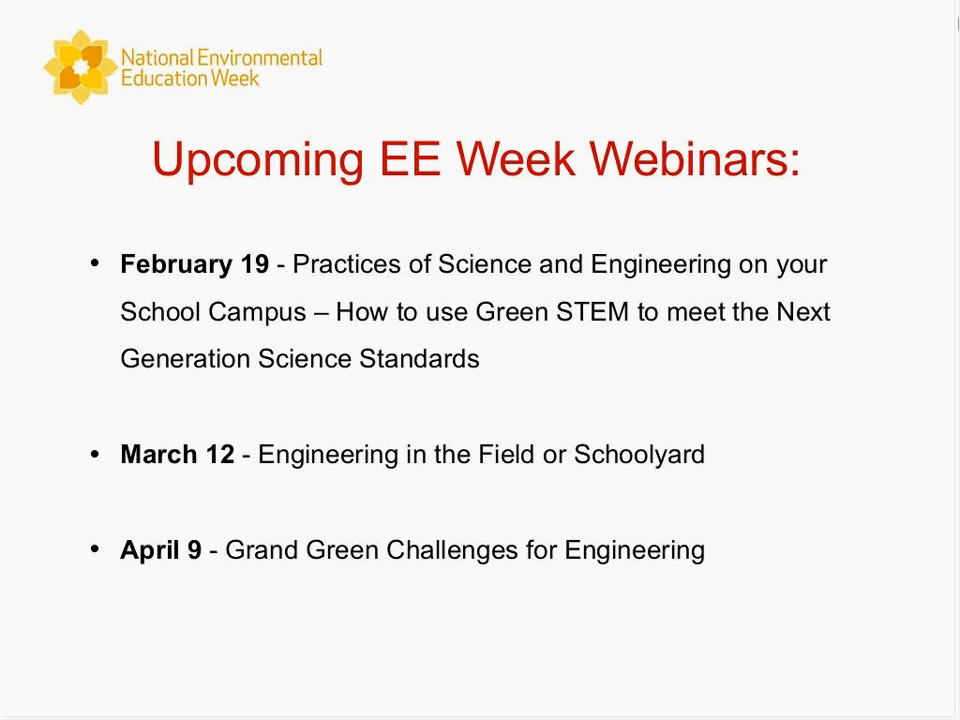 National Environmental
Education Week
Upcoming EE Week Webinars:
• February 19 - Practices of Science and Engineering on your
School Campus – How to use Green STEM to meet the Next
Generation Science Standards
• March 12 - Engineering in the Field or Schoolyard
• April 9 - Grand Green Challenges for Engineering